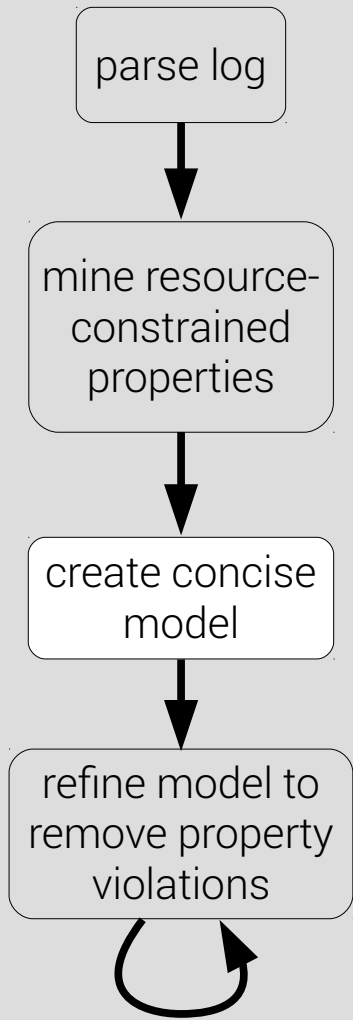 parse log
mine resource-
constrained
properties
create concise
model
refine model to
remove property
violations